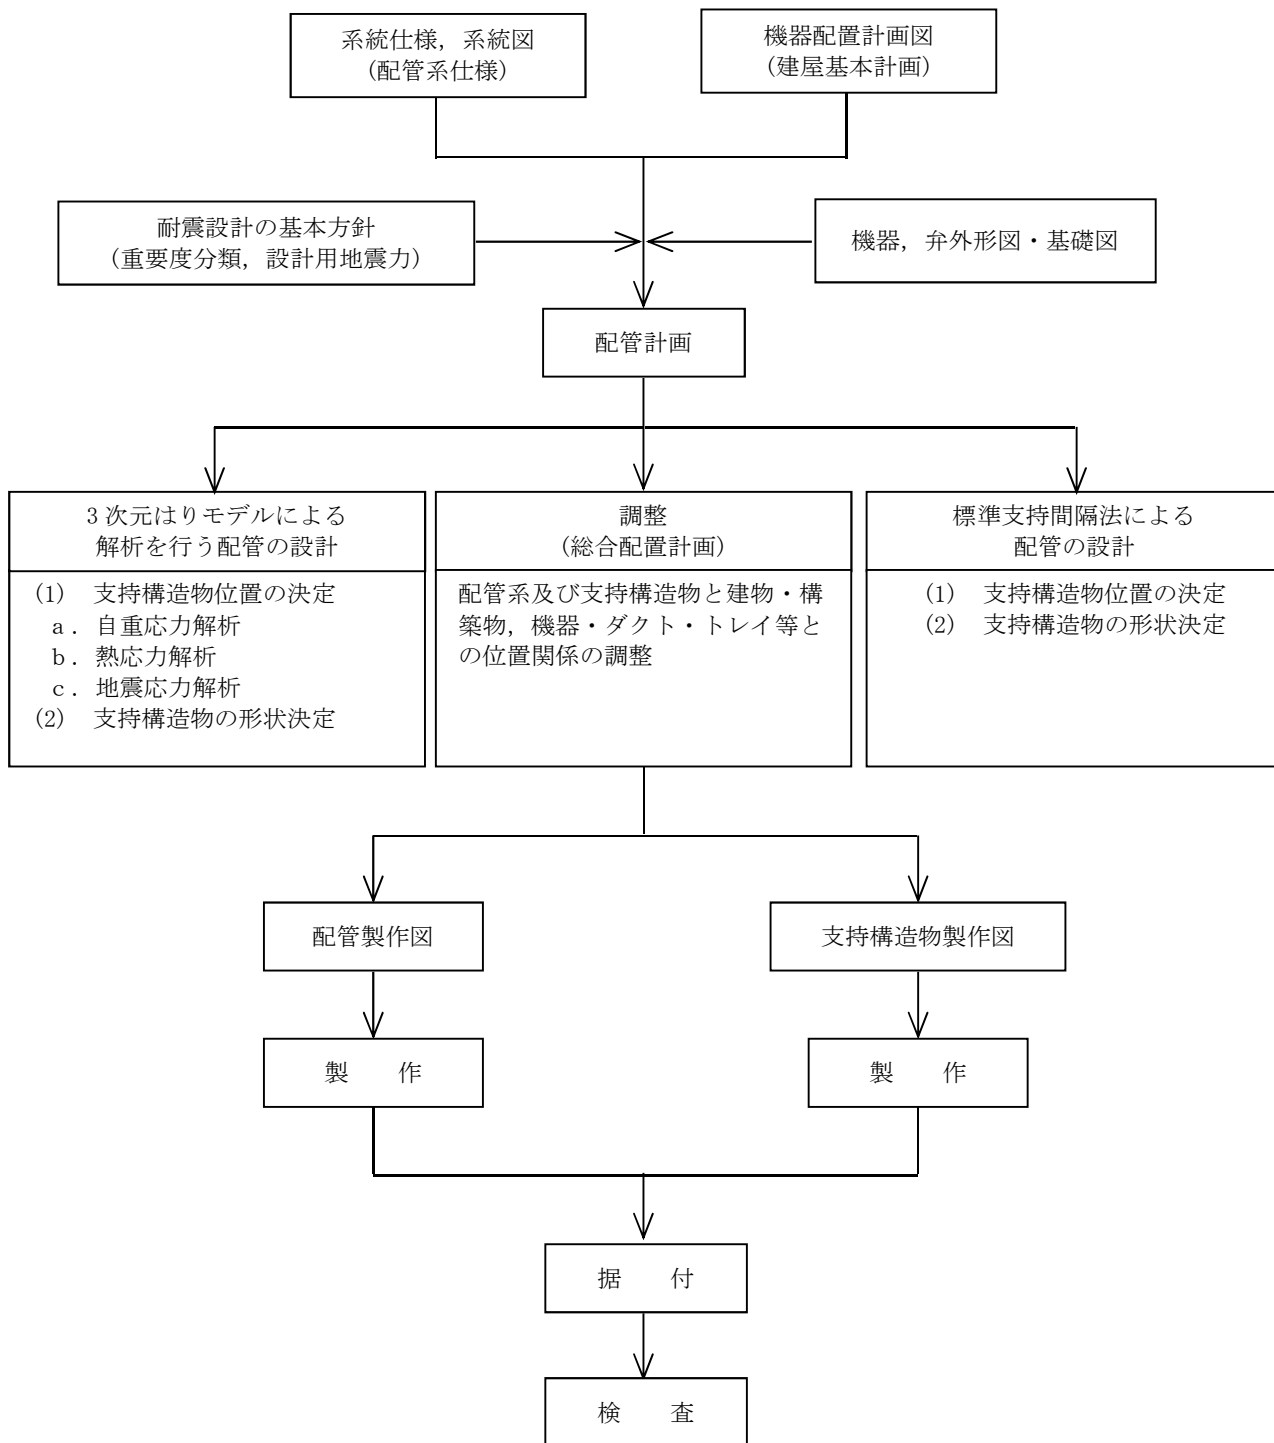 系統仕様，系統図
（配管系仕様）
機器配置計画図
（建屋基本計画）
耐震設計の基本方針
（重要度分類，設計用地震力）
機器，弁外形図・基礎図
配管計画
3 次元はりモデルによる
解析を行う配管の設計
(1)　支持構造物位置の決定
ａ．自重応力解析
ｂ．熱応力解析
ｃ．地震応力解析
(2)　支持構造物の形状決定
調整
（総合配置計画）
配管系及び支持構造物と建物・構
築物，機器・ダクト・トレイ等と
の位置関係の調整
標準支持間隔法による
配管の設計
(1)　支持構造物位置の決定
(2)　支持構造物の形状決定
配管製作図
支持構造物製作図
製　　作
製　　作
据　　付
検　　査